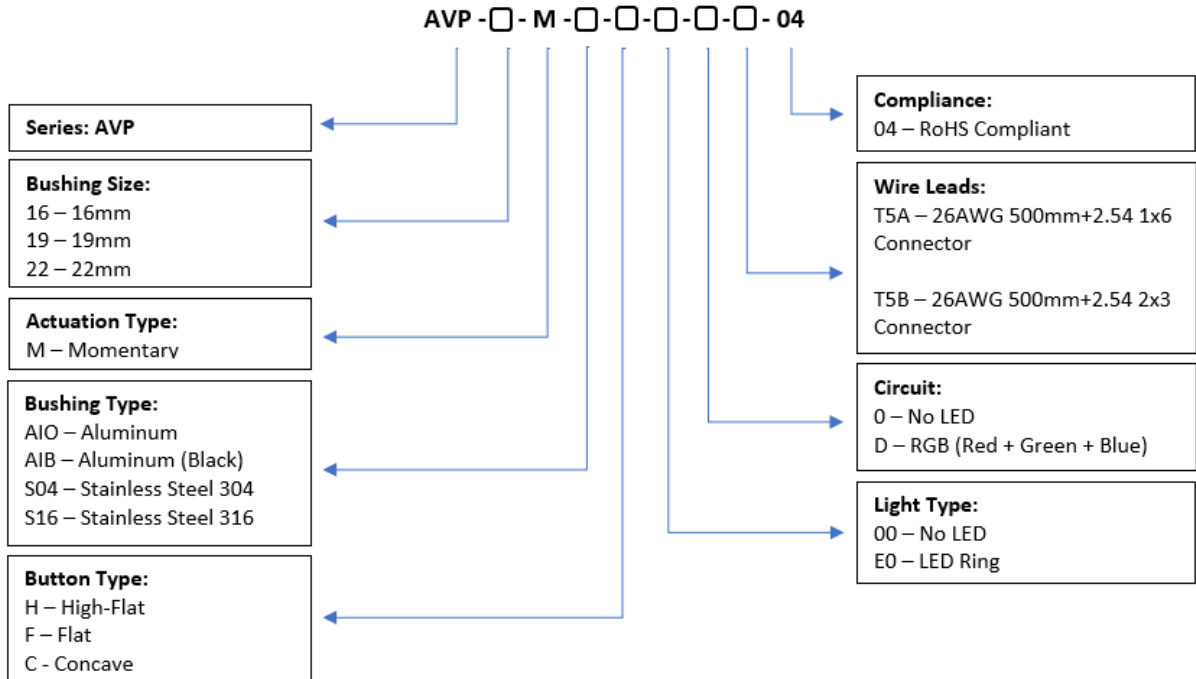 AVP -▢- M -▢-▢-▢-▢-▢- 04
Series: AVP
Bushing Size:
16 – 16mm
19 – 19mm
22 – 22mm
Actuation Type:
M – Momentary
Bushing Type:
AIO – Aluminum
AIB – Aluminum (Black)
S04 – Stainless Steel 304
S16 – Stainless Steel 316
Button Type:
H – High-Flat
F – Flat
C - Concave
Compliance:
04 – RoHS Compliant
Wire Leads:
T5A – 26AWG 500mm+2.54 1x6
Connector
T5B – 26AWG 500mm+2.54 2x3
Connector
Circuit:
0 – No LED
D – RGB (Red + Green + Blue)
Light Type:
00 – No LED
E0 – LED Ring